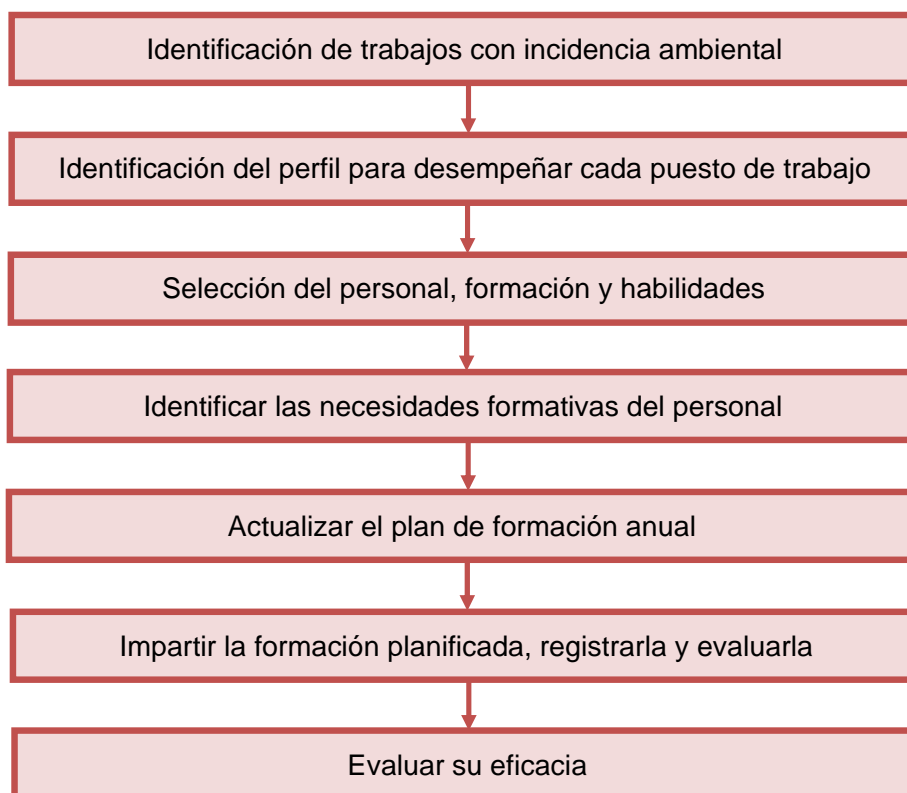 Identificación de trabajos con incidencia ambiental
Identificación del perfil para desempeñar cada puesto de trabajo
Selección del personal, formación y habilidades
Identificar las necesidades formativas del personal
Actualizar el plan de formación anual
Impartir la formación planificada, registrarla y evaluarla
Evaluar su eficacia